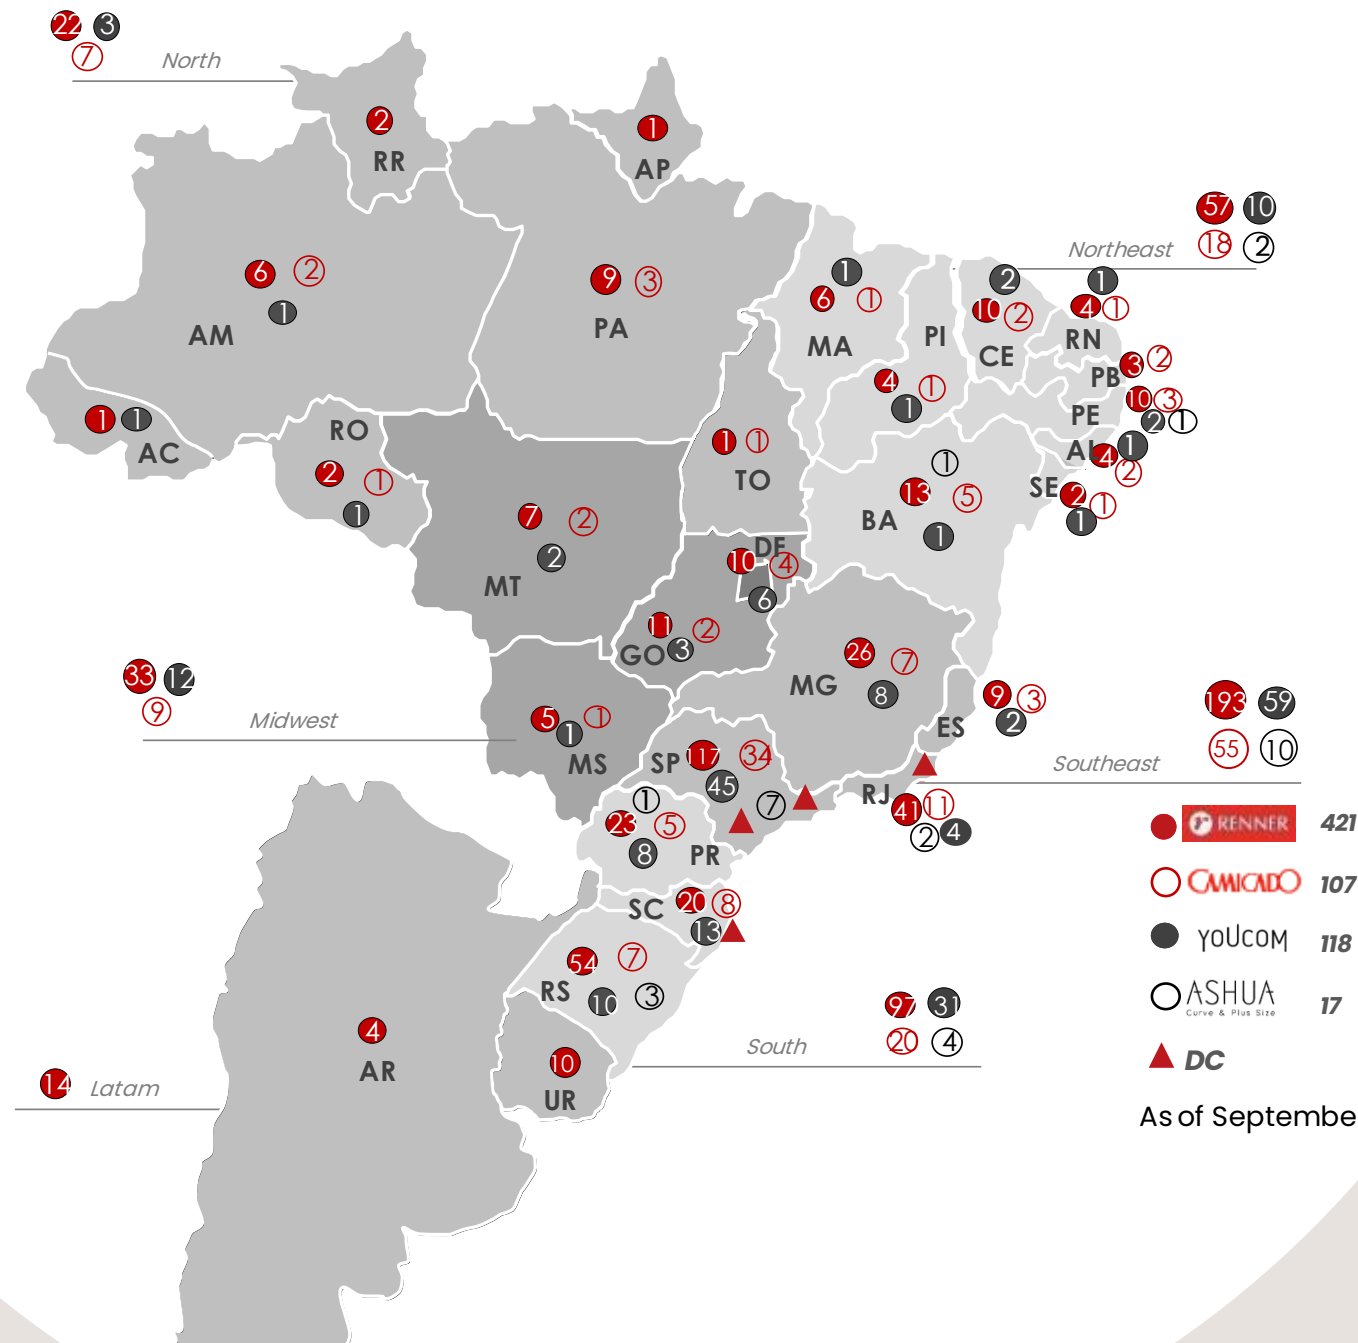 22 3
7
North
2
RR
1
AP
57 10
18 2
Northeast
6 2
1
AM
9 3
PA
1
6 1
MA
PI
4 1
1
2
10 2
CE
1
4 1
RN
3 2
PB
10 3
PE
2 1
AL
1
4
2
SE
2 1
1
1 1
AC
RO
2 1
1
1 1
TO
1
13 5
BA
1
7 2
2
MT
DF
10 4
6
11 2
GO 3
26 7
MG 8
9 3
2
ES
33 12
9
Midwest
5 1
1
MS
193 59
55 10
Southeast
SP 117 34
45
7
RJ
41 11
2 4
1
23 5
8 PR
SC 20 8
13
54 7
RS 10 3
97 31
20 4
South
4
AR
10
UR
14 Latam
RENNER 421
CAMICADO 107
YOUCOM 118
ASHUA 17
Curve & Plus Size
DC
As of Septembe